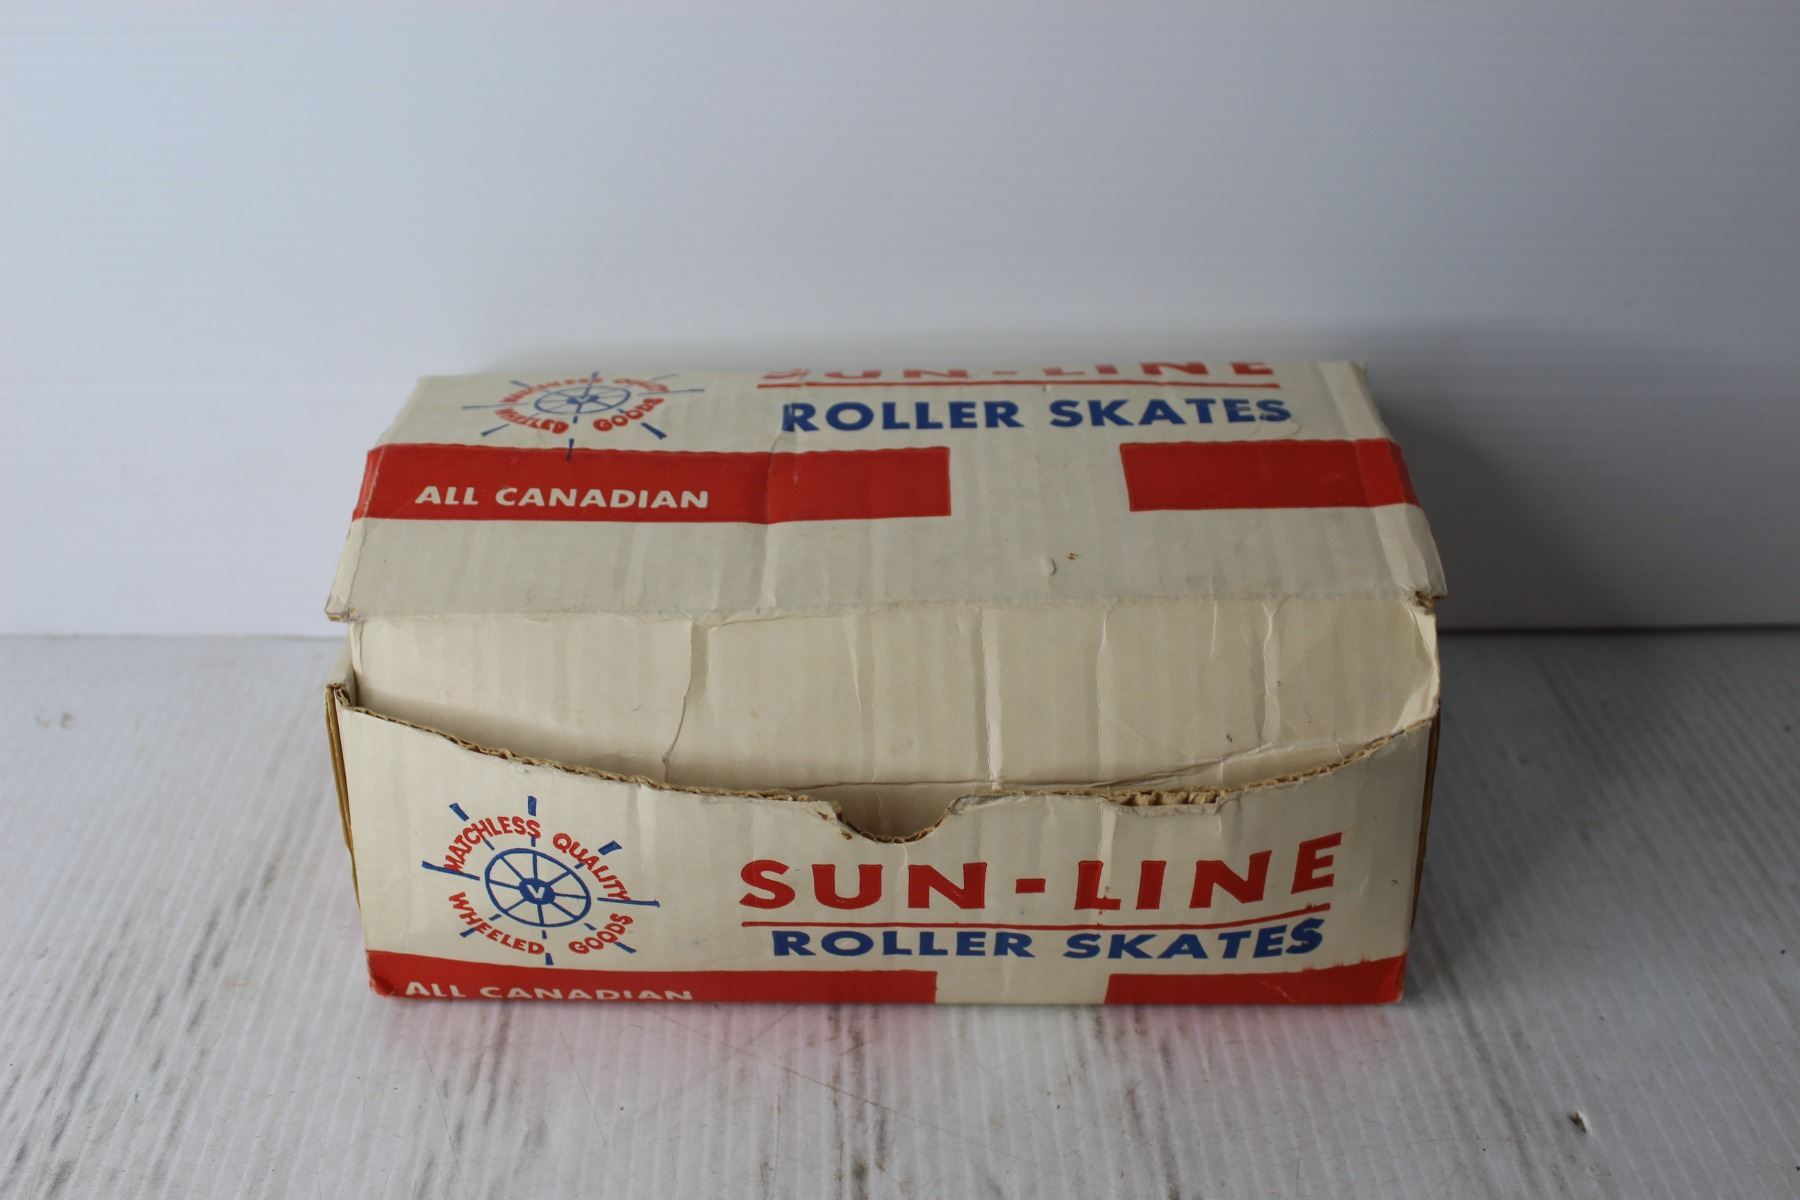 MATCHLESS QUALITY
WHEELED GOODS
V
SUN-LINE
ROLLER SKATES
ALL CANADIAN
MATCHLESS QUALITY
WHEELED GOODS
V
SUN-LINE
ROLLER SKATES
ALL CANADIAN